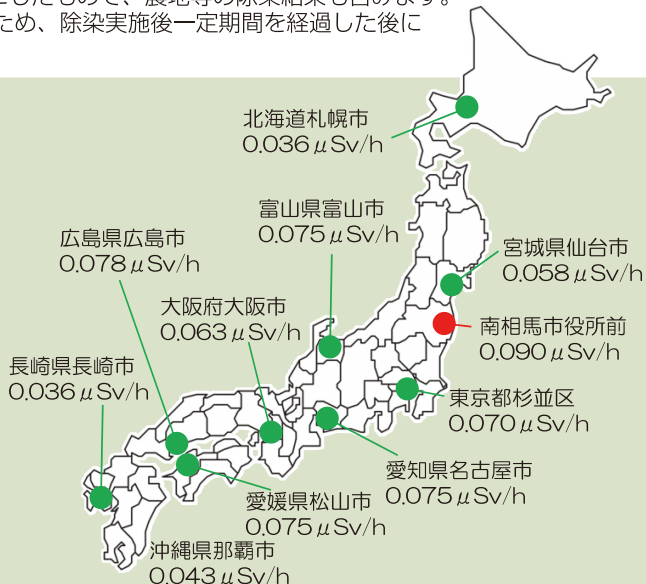 ため、除染実施後一定期間を経過した後に
北海道札幌市
0.036μSv/h
富山県富山市
0.075μSv/h
広島県広島市
0.078μSv/h
宮城県仙台市
0.058μSv/h
大阪府大阪市
0.063μSv/h
南相馬市役所前
0.090μSv/h
長崎県長崎市
0.036μSv/h
東京都杉並区
0.070μSv/h
愛知県名古屋市
0.075μSv/h
愛媛県松山市
0.075μSv/h
沖縄県那覇市
0.043μSv/h